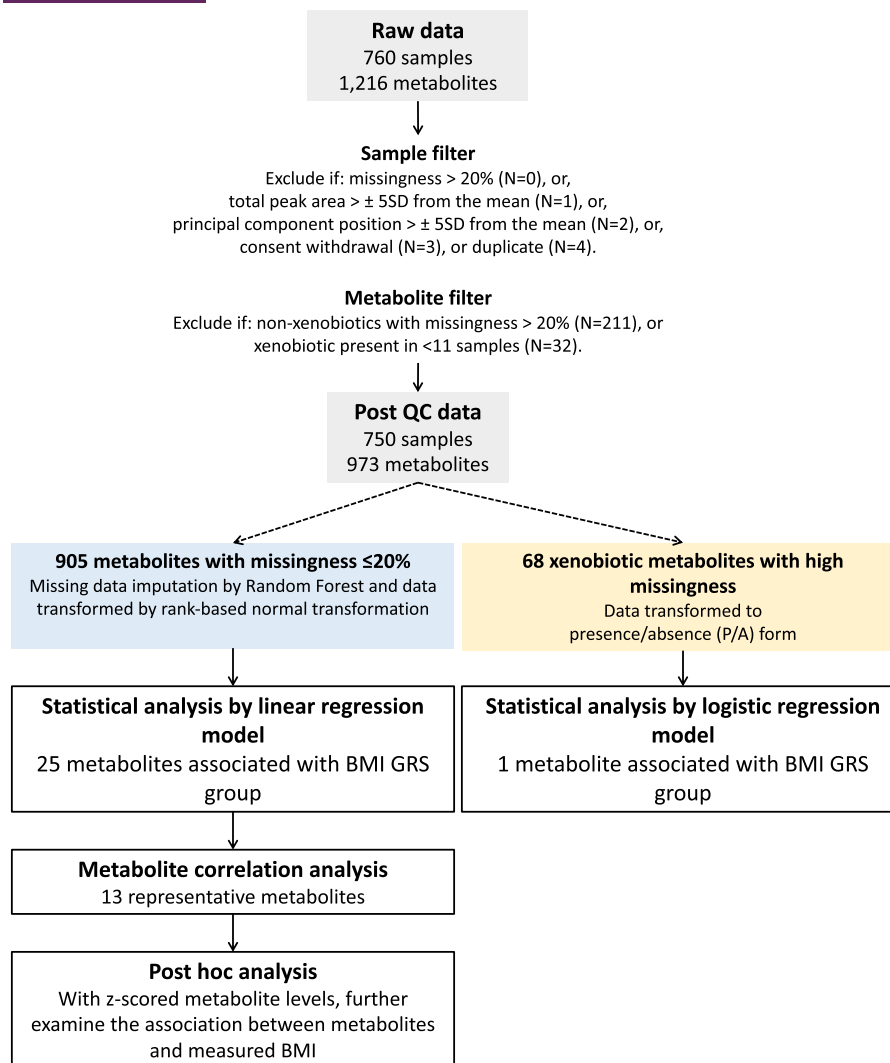 Raw data
760 samples
1,216 metabolites
Sample filter
Exclude if: missingness > 20% (N=0), or,
total peak area > ± 5SD from the mean (N=1), or,
principal component position > ± 5SD from the mean (N=2), or,
consent withdrawal (N=3), or duplicate (N=4).
Metabolite filter
Exclude if: non-xenobiotics with missingness > 20% (N=211), or
xenobiotic present in <11 samples (N=32).
Post QC data
750 samples
973 metabolites
905 metabolites with missingness ≤20%
Missing data imputation by Random Forest and data
transformed by rank-based normal transformation
68 xenobiotic metabolites with high
missingness
Data transformed to
presence/absence (P/A) form
Statistical analysis by linear regression
model
25 metabolites associated with BMI GRS
group
Statistical analysis by logistic regression
model
1 metabolite associated with BMI GRS
group
Metabolite correlation analysis
13 representative metabolites
Post hoc analysis
With z-scored metabolite levels, further
examine the association between metabolites
and measured BMI